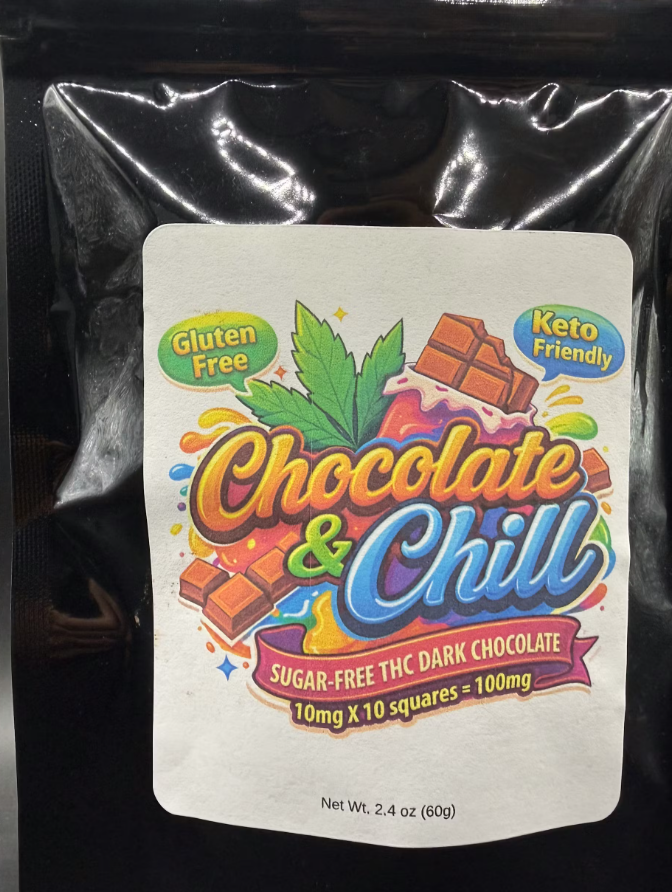 Gluten
Free
Keto
Friendly
Chocolate
& Chill
SUGAR-FREE THC DARK CHOCOLATE
10mg X 10 squares = 100mg
Net Wt. 2.4 oz (60g)